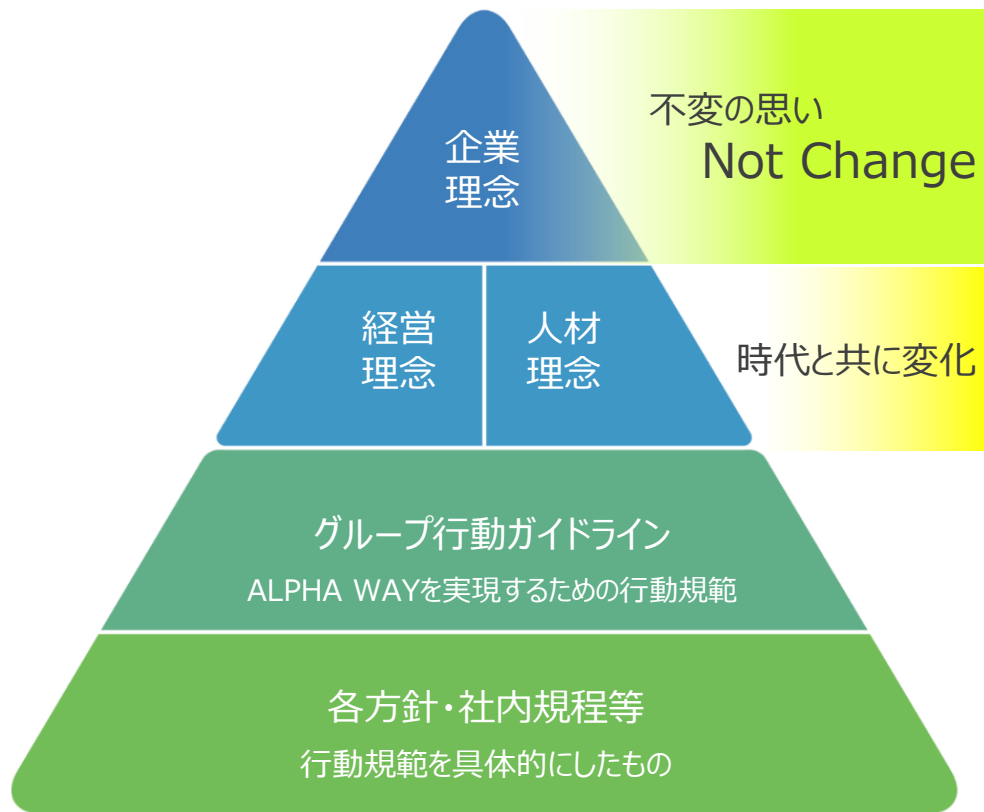 企業
理念
不変の思い
Not Change
経営
理念
人材
理念
時代と共に変化
グループ行動ガイドライン
ALPHA WAYを実現するための行動規範
各方針・社内規程等
行動規範を具体的にしたもの